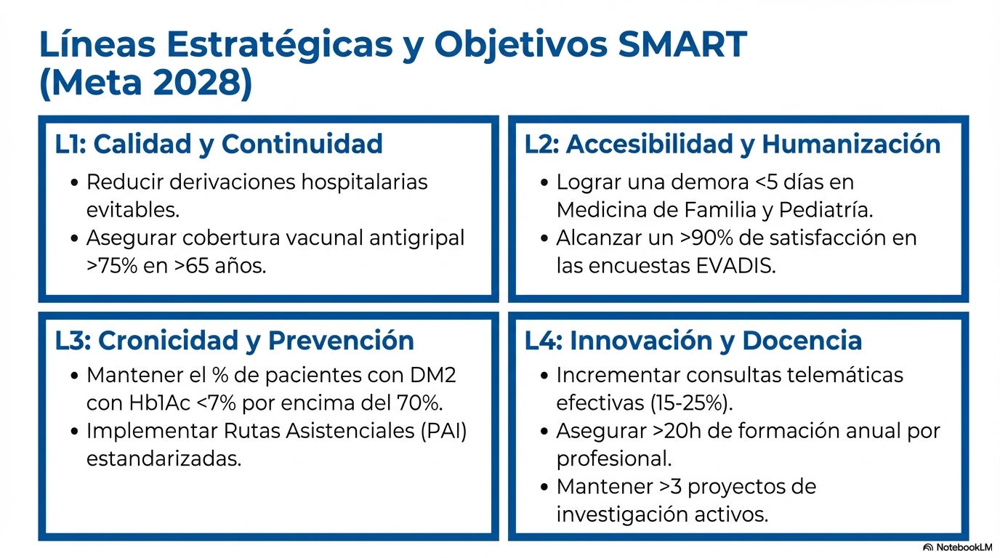 Líneas Estratégicas y Objetivos SMART
(Meta 2028)
L1: Calidad y Continuidad
• Reducir derivaciones hospitalarias
evitables.
• Asegurar cobertura vacunal antigripal
>75% en >65 años.
L2: Accesibilidad y Humanización
• Lograr una demora <5 días en
Medicina de Familia y Pediatría.
• Alcanzar un >90% de satisfacción en
las encuestas EVADIS.
L3: Cronicidad y Prevención
• Mantener el % de pacientes con DM2
con Hb1Ac <7% por encima del 70%.
• Implementar Rutas Asistenciales (PAI)
estandarizadas.
L4: Innovación y Docencia
• Incrementar consultas telemáticas
efectivas (15-25%).
• Asegurar >20h de formación anual por
profesional.
• Mantener >3 proyectos de
investigación activos.
NotebookLM